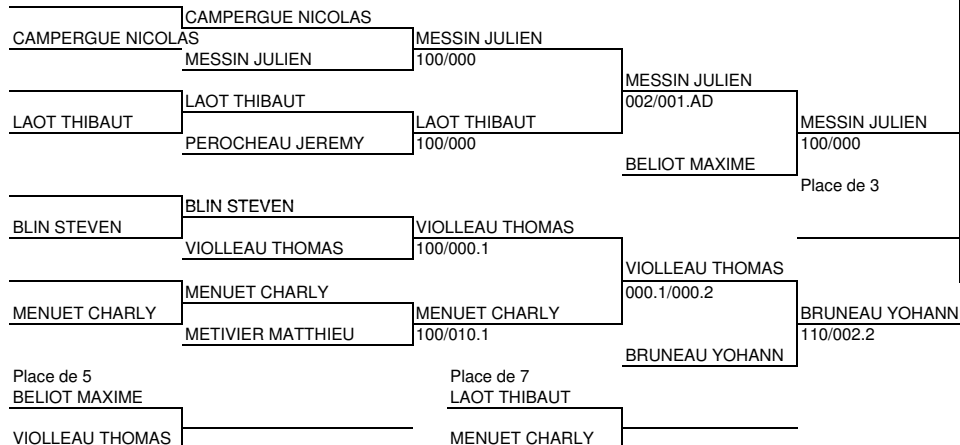 CAMPERGUE NICOLAS
CAMPERGUE NICOLAS MESSIN JULIEN
MESSIN JULIEN 100/000
MESSIN JULIEN
LAOT THIBAUT 002/001.AD
LAOT THIBAUT LAOT THIBAUT MESSIN JULIEN
PEROCHEAU JEREMY 100/000 100/000
BELIOT MAXIME
Place de 3
BLIN STEVEN
BLIN STEVEN VIOLLEAU THOMAS
VIOLLEAU THOMAS 100/000.1
VIOLLEAU THOMAS
MENUET CHARLY 000.1/000.2
MENUET CHARLY MENUET CHARLY BRUNEAU YOHANN
METIVIER MATTHIEU 100/010.1 110/002.2
BRUNEAU YOHANN
Place de 5 Place de 7
BELIOT MAXIME LAOT THIBAUT
VIOLLEAU THOMAS MENUET CHARLY